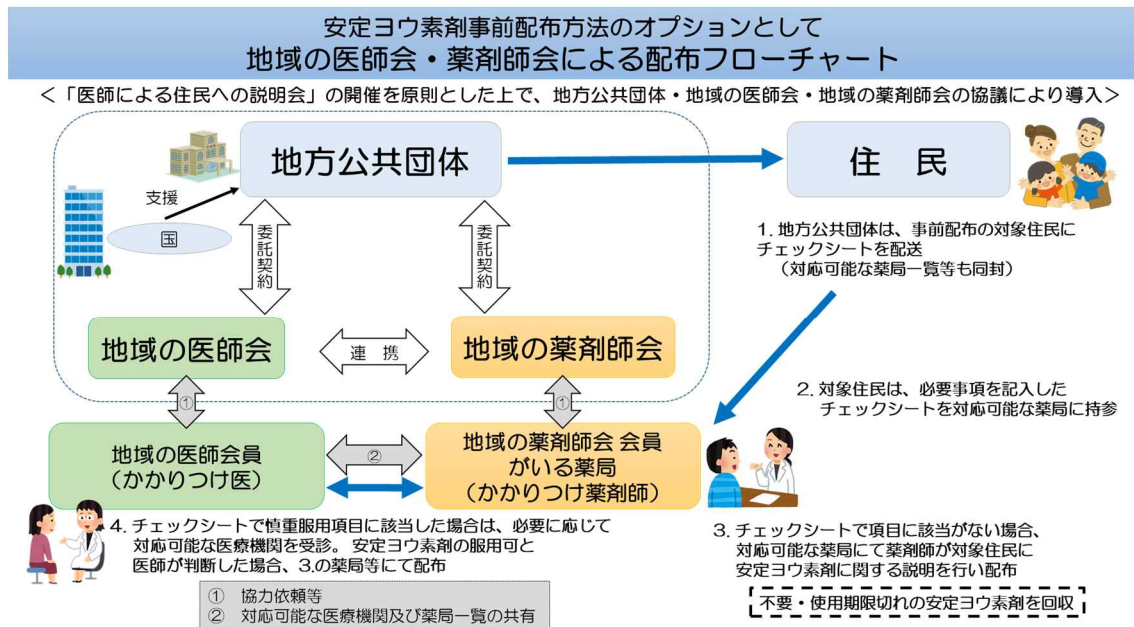 安定ヨウ素剤事前配布方法のオプションとして
地域の医師会・薬剤師会による配布フローチャート
<「医師による住民への説明会」の開催を原則とした上で、地方公共団体・地域の医師会・地域の薬剤師会の協議により導入>
地方公共団体
住 民
支援
国
委託契約
委託契約
1. 地方公共団体は、事前配布の対象住民に
チェックシートを配送
(対応可能な薬局一覧等も同封)
地域の医師会
連 携
地域の薬剤師会
①
①
2. 対象住民は、必要事項を記入した
チェックシートを対応可能な薬局に持参
地域の医師会員
(かかりつけ医)
②
地域の薬剤師会 会員
がいる薬局
(かかりつけ薬剤師)
4. チェックシートで慎重服用項目に該当した場合は、必要に応じて
対応可能な医療機関を受診。 安定ヨウ素剤の服用可と
医師が判断した場合、3.の薬局等にて配布
3. チェックシートで項目に該当がない場合、
対応可能な薬局にて薬剤師が対象住民に
安定ヨウ素剤に関する説明を行い配布
① 協力依頼等
② 対応可能な医療機関及び薬局一覧の共有
不要・使用期限切れの安定ヨウ素剤を回収